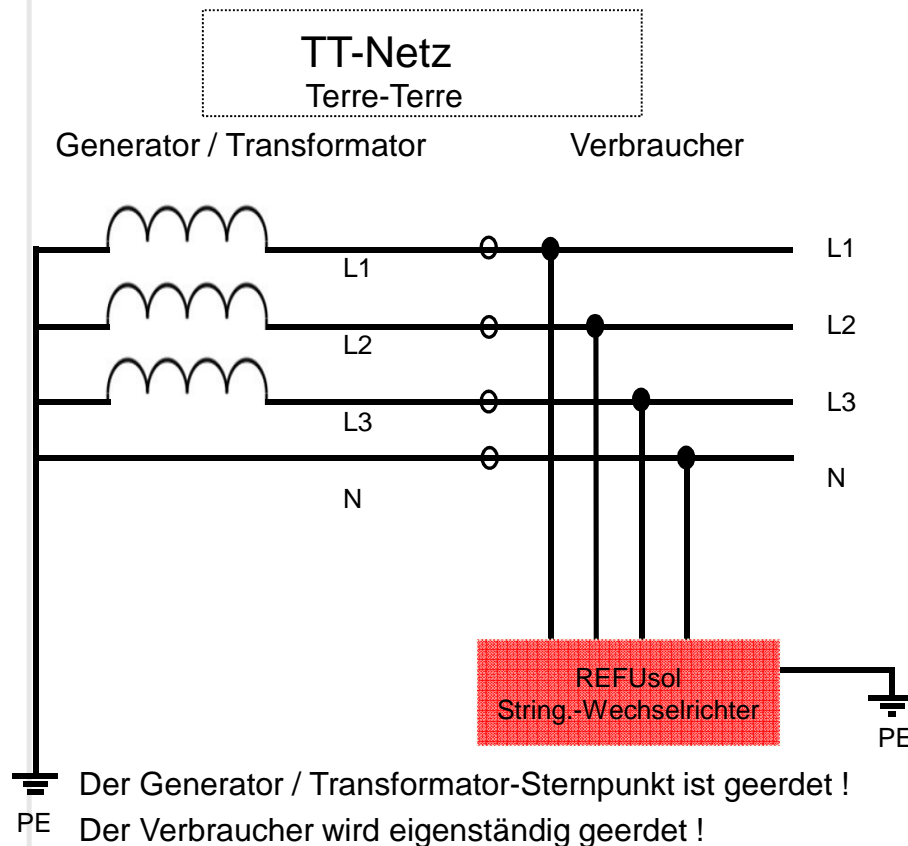 TT-Netz
Terre-Terre
Generator / Transformator
Verbraucher
L1
L1
L2
L2
L3
L3
N
N
REFUsol
String.-Wechselrichter
PE
Der Generator / Transformator-Sternpunkt ist geerdet !
PE
Der Verbraucher wird eigenständig geerdet !